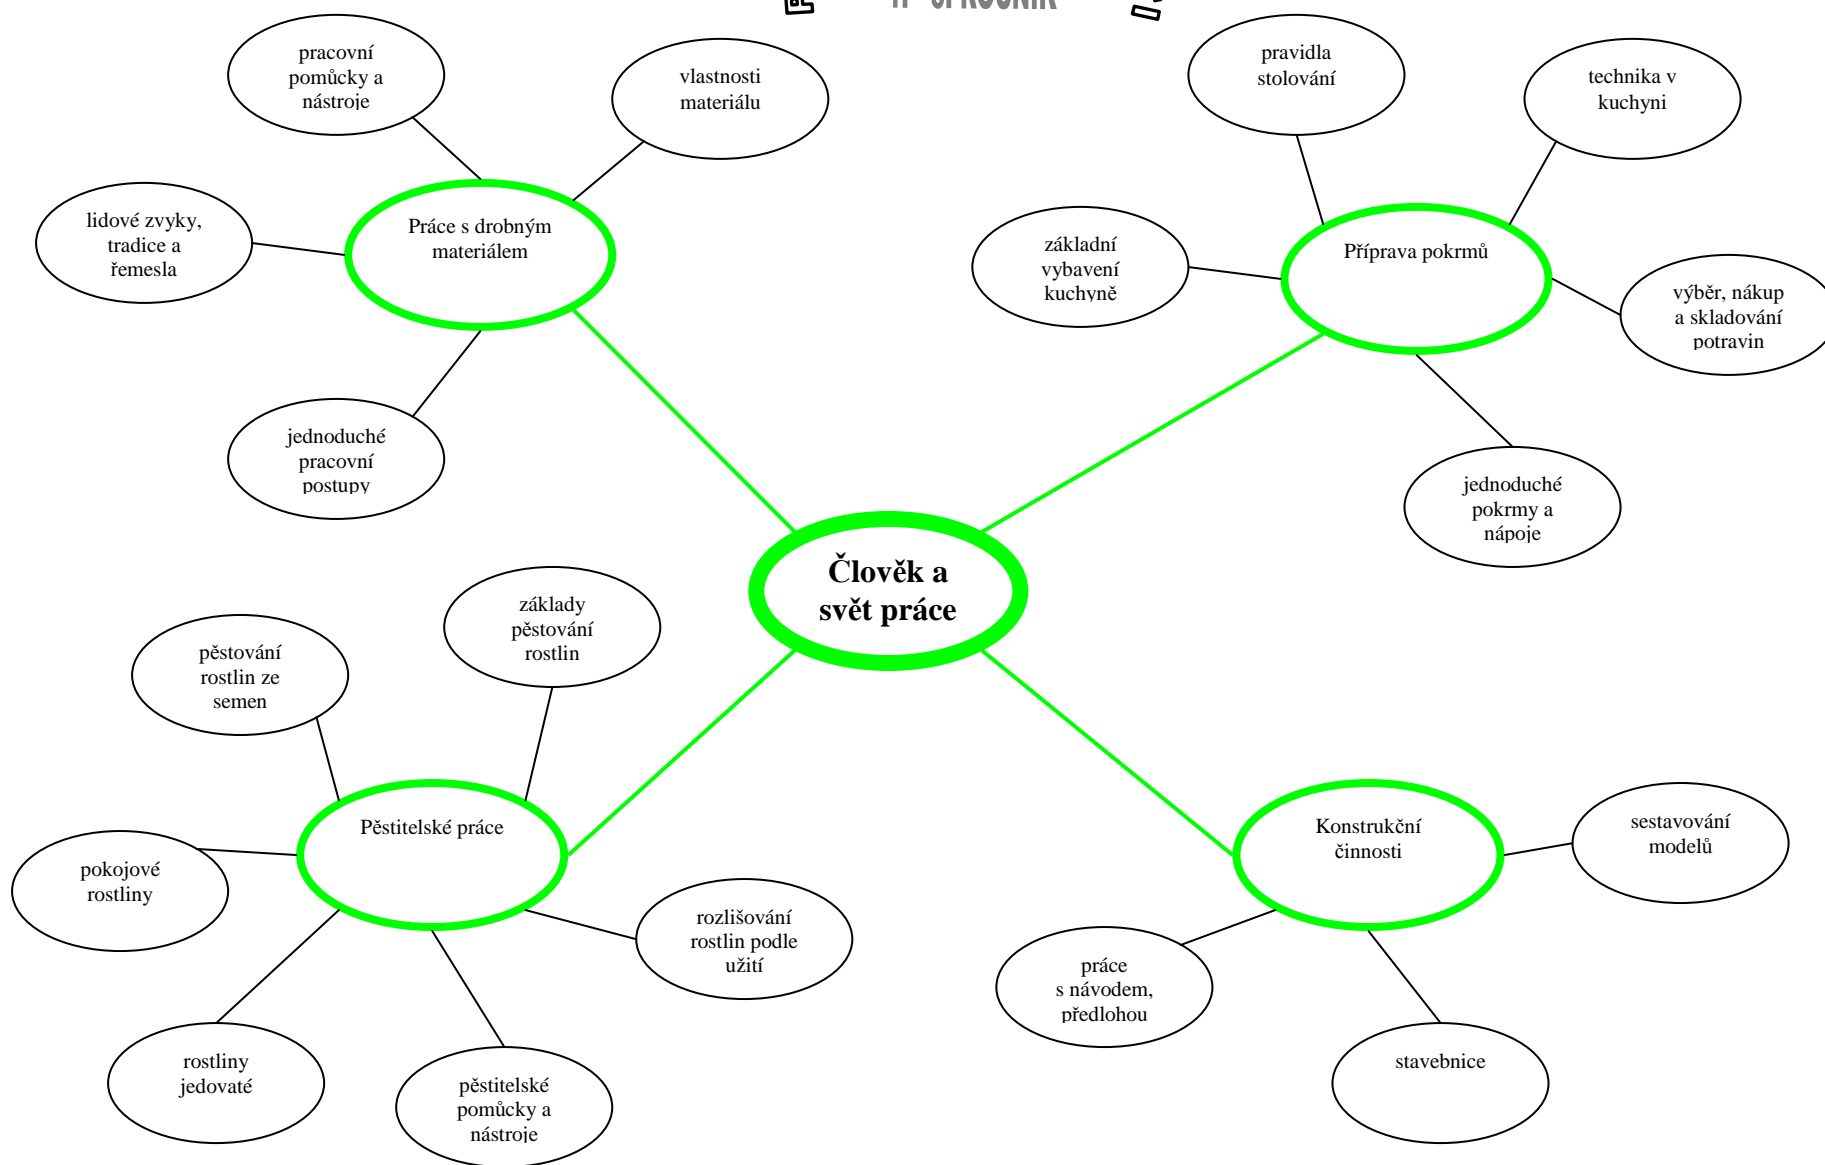 pracovní
pomůcky a
nástroje
vlastnosti
materiálu
pravidla
stolování
technika v
kuchyni
lidové zvyky,
tradice a
řemesla
Práce s drobným
materiálem
základní
vybavení
kuchyně
Příprava pokrmů
výběr, nákup
a skladování
potravin
jednoduché
pracovní
postupy
jednoduché
pokrmy a
nápoje
Člověk a
svět práce
pěstování
rostlin ze
semen
základy
pěstování
rostlin
Pěstitelské práce
Konstrukční
činnosti
sestavování
modelů
pokojové
rostliny
rozlišování
rostlin podle
užití
práce
s návodem,
předlohou
rostliny
jedovaté
pěstitelské
pomůcky a
nástroje
stavebnice